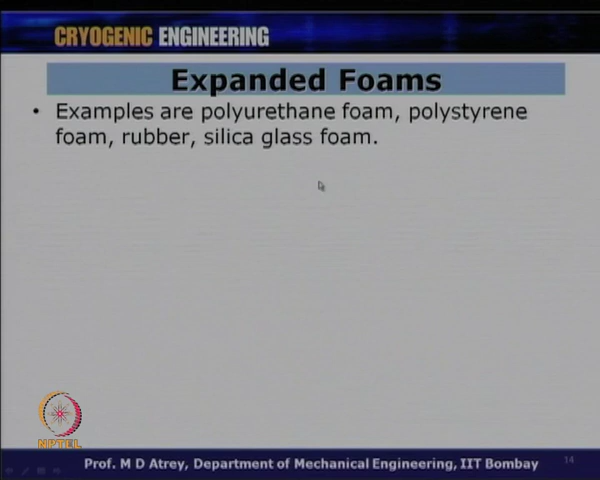 CRYOGENIC ENGINEERING
Expanded Foams
• Examples are polyurethane foam, polystyrene
foam, rubber, silica glass foam.
NPTEL
Prof. M D Atrey, Department of Mechanical Engineering, IIT Bombay
14